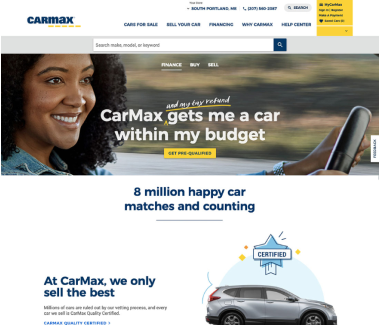 Your Store
CARMAX
SOUTH PORTLAND, ME
(207) 560-2587
SEARCH
MyCarMax
Sign In | Register
Make A Payment
Saved Cars (0)
CARS FOR SALE
SELL YOUR CAR
FINANCING
WHY CARMAX
HELP CENTER
Search make, model, or keyword
FINANCE
BUY
SELL
and my tax refund
CarMax gets me a car
within my budget
GET PRE-QUALIFIED
FEEDBACK
8 million happy car
matches and counting
CERTIFIED
At CarMax, we only
sell the best
Millions of cars are ruled out by our vetting process, and every
car we sell is CarMax Quality Certified.
CARMAX QUALITY CERTIFIED >